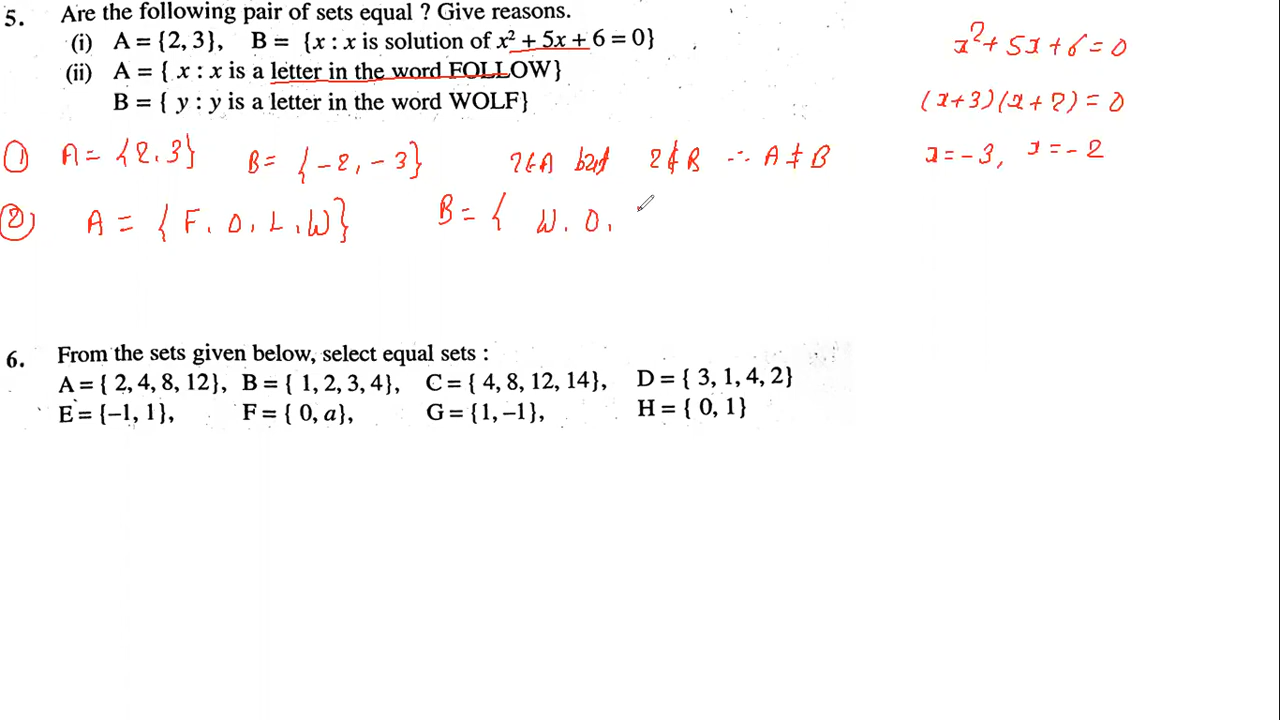 5. Are the following pair of sets equal ? Give reasons.
(i) A = {2, 3}, B = {x : x is solution of x² + 5x + 6 = 0}
(ii) A = { x : x is a letter in the word FOLLOW}
B = { y : y is a letter in the word WOLF}
x² + 5x + 6 = 0
(x+3)(x+2) = 0
x = -3, x = -2
① A = {2, 3} B = {-2, -3} 2∈A but 2∉B ∴ A ≠ B
② A = { F, O, L, W} B = { W, O,
6. From the sets given below, select equal sets :
A = { 2, 4, 8, 12}, B = { 1, 2, 3, 4}, C = { 4, 8, 12, 14}, D = { 3, 1, 4, 2}
E = {–1, 1}, F = { 0, a}, G = {1, –1}, H = { 0, 1}